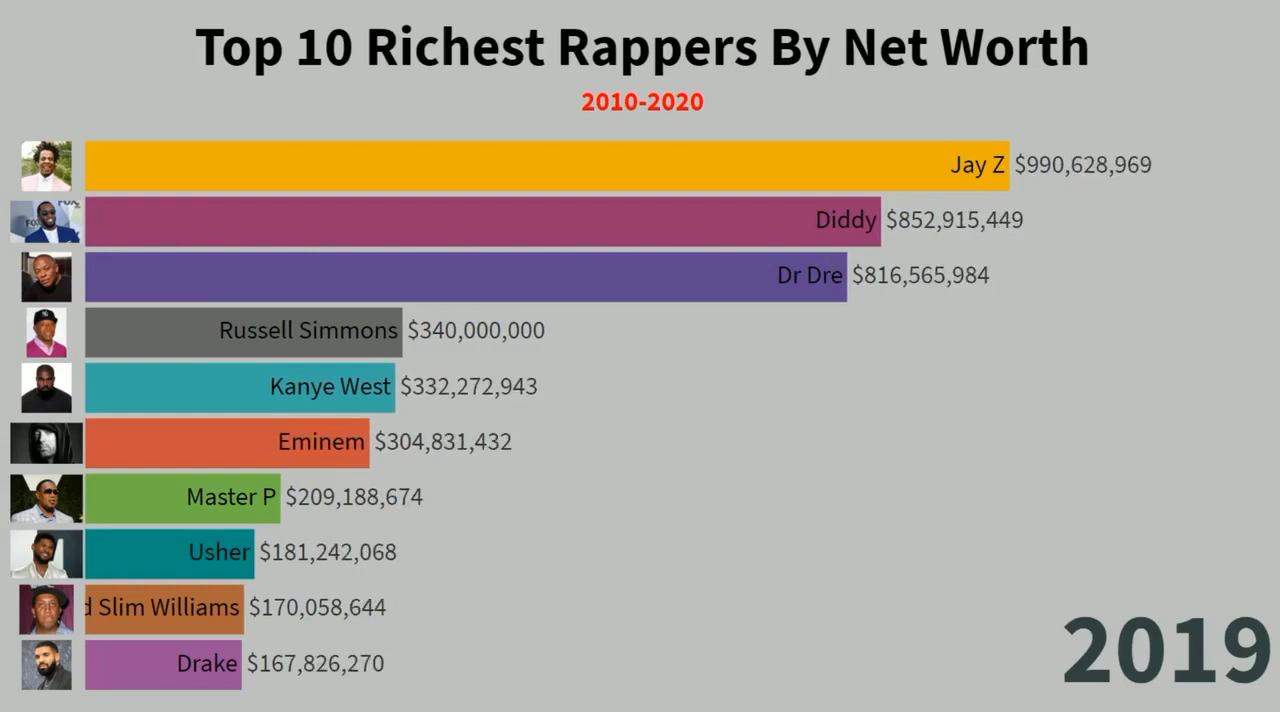 Top 10 Richest Rappers By Net Worth
2010-2020
Jay Z $990,628,969
FOX
Diddy $852,915,449
Dr Dre $816,565,984
Russell Simmons $340,000,000
Kanye West $332,272,943
Eminem $304,831,432
Master P $209,188,674
Usher $181,242,068
d Slim Williams $170,058,644
Drake $167,826,270
2019